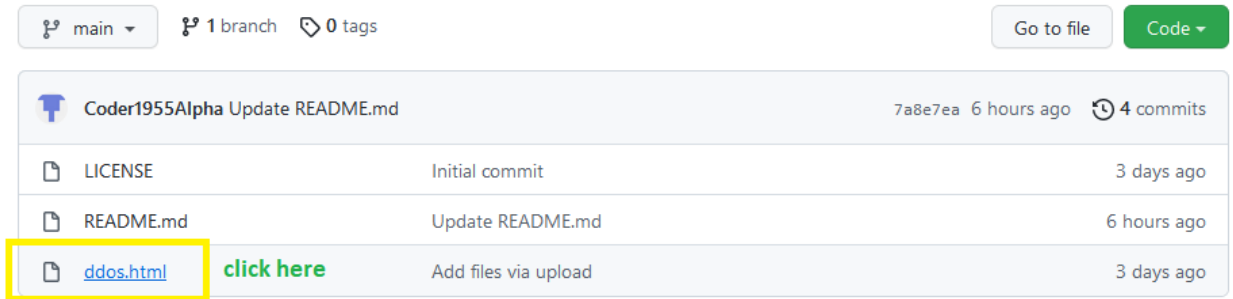 main 1 branch 0 tags Go to file Code
Coder1955Alpha Update README.md 7a8e7ea 6 hours ago 4 commits
LICENSE Initial commit 3 days ago
README.md Update README.md 6 hours ago
ddos.html click here Add files via upload 3 days ago